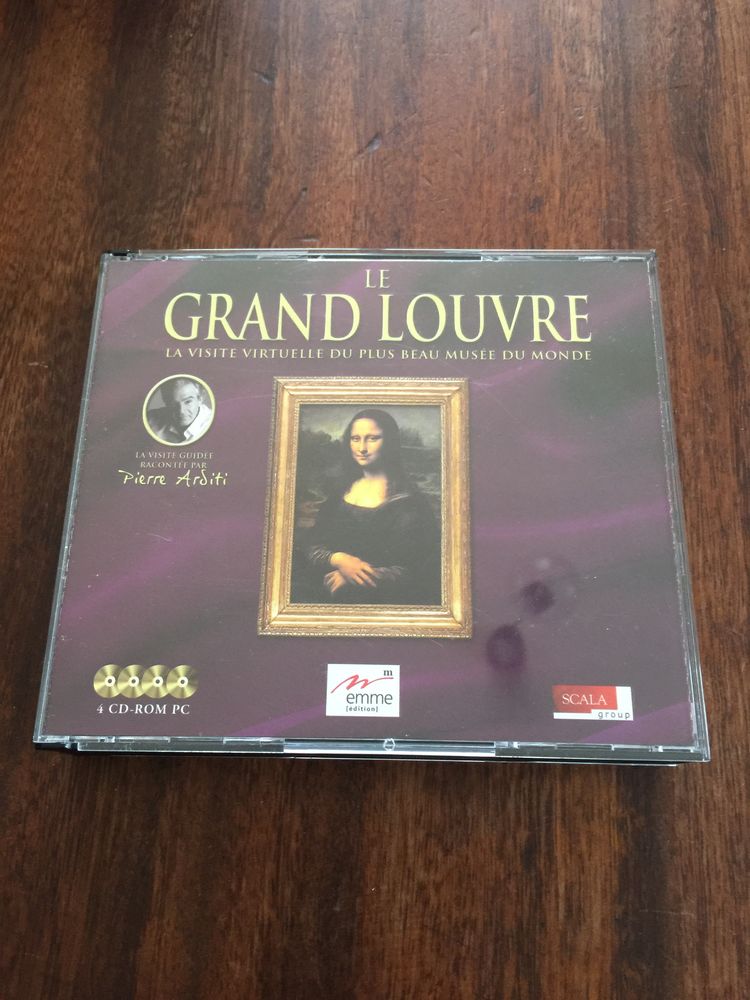 LE
GRAND LOUVRE
LA VISITE VIRTUELLE DU PLUS BEAU MUSÉE DU MONDE
LA VISITE GUIDÉE
RACONTÉE PAR
Pierre Arditi
4 CD-ROM PC
m
emme
[édition]
SCALA
group